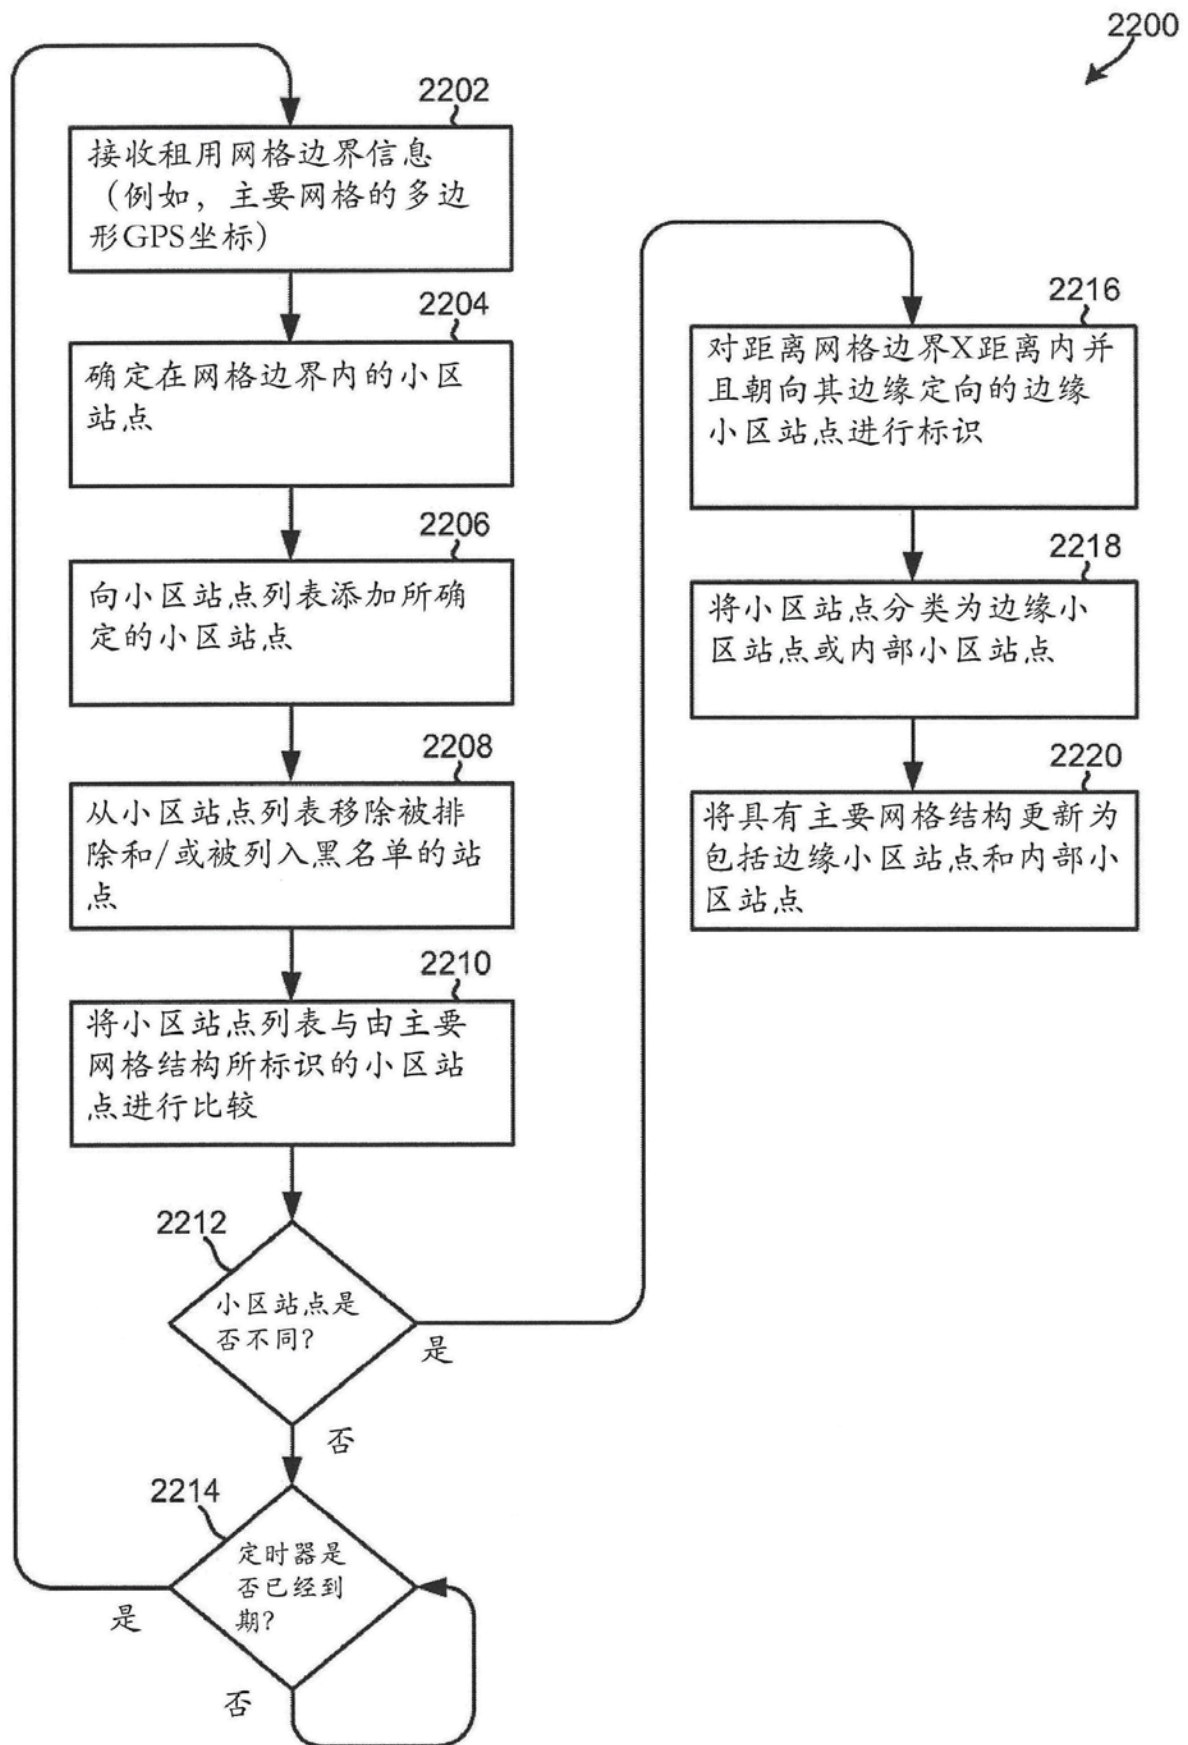 2200
2202
接收租用网格边界信息
（例如，主要网格的多边
形GPS坐标）
2204
确定在网格边界内的小区
站点
2206
向小区站点列表添加所确
定的小区站点
2208
从小区站点列表移除被排
除和/或被列入黑名单的站
点
2210
将小区站点列表与由主要
网格结构所标识的小区站
点进行比较
2212
小区站点是
否不同？
是
否
2214
定时器是
否已经到
期？
是
否
2216
对距离网格边界X距离内并
且朝向其边缘定向的边缘
小区站点进行标识
2218
将小区站点分类为边缘小
区站点或内部小区站点
2220
将具有主要网格结构更新为
包括边缘小区站点和内部小
区站点